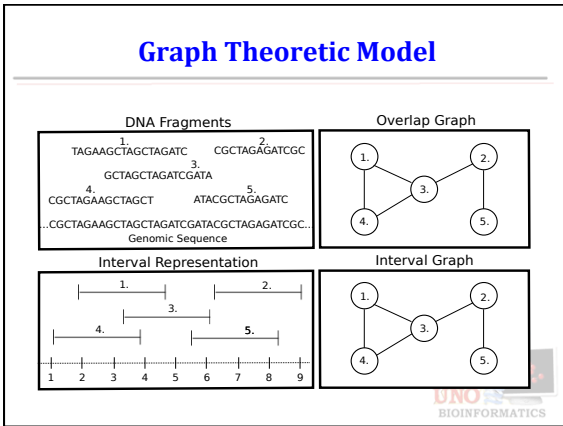 Graph Theoretic Model
DNA Fragments
1.
2.
TAGAAGCTAGCTAGATC
CGCTAGAGATCGC
3.
GCTAGCTAGATCGATA
4.
5.
CGCTAGAAGCTAGCT
ATACGCTAGAGATC
...CGCTAGAAGCTAGCTAGATCGATACGCTAGAGATCGC...
Genomic Sequence
Overlap Graph
1.
2.
3.
4.
5.
Interval Representation
1.
2.
3.
4.
5.
1 2 3 4 5 6 7 8 9
Interval Graph
1.
2.
3.
4.
5.
UNO
BIOINFORMATICS